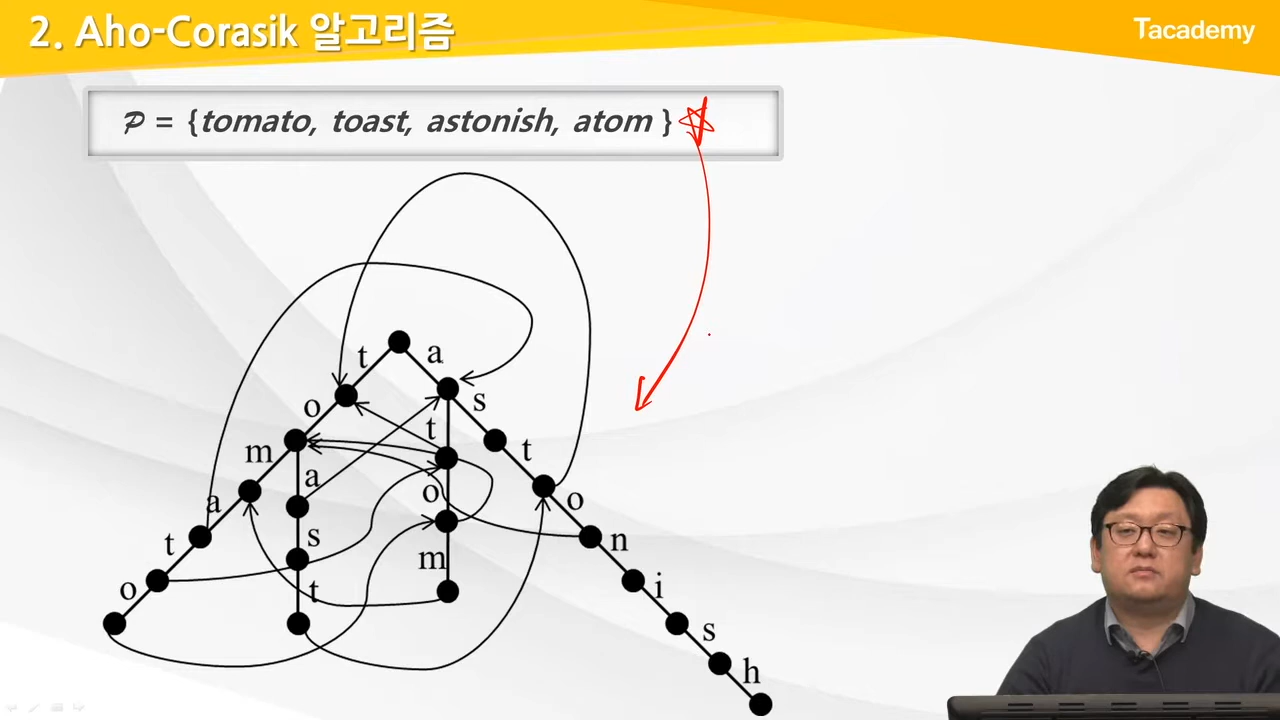 2. Aho-Corasik 알고리즘
Tacademy
𝒫 = {tomato, toast, astonish, atom }
t a
o s
t
m t
a
a o o
t s m n
o t i
s
h